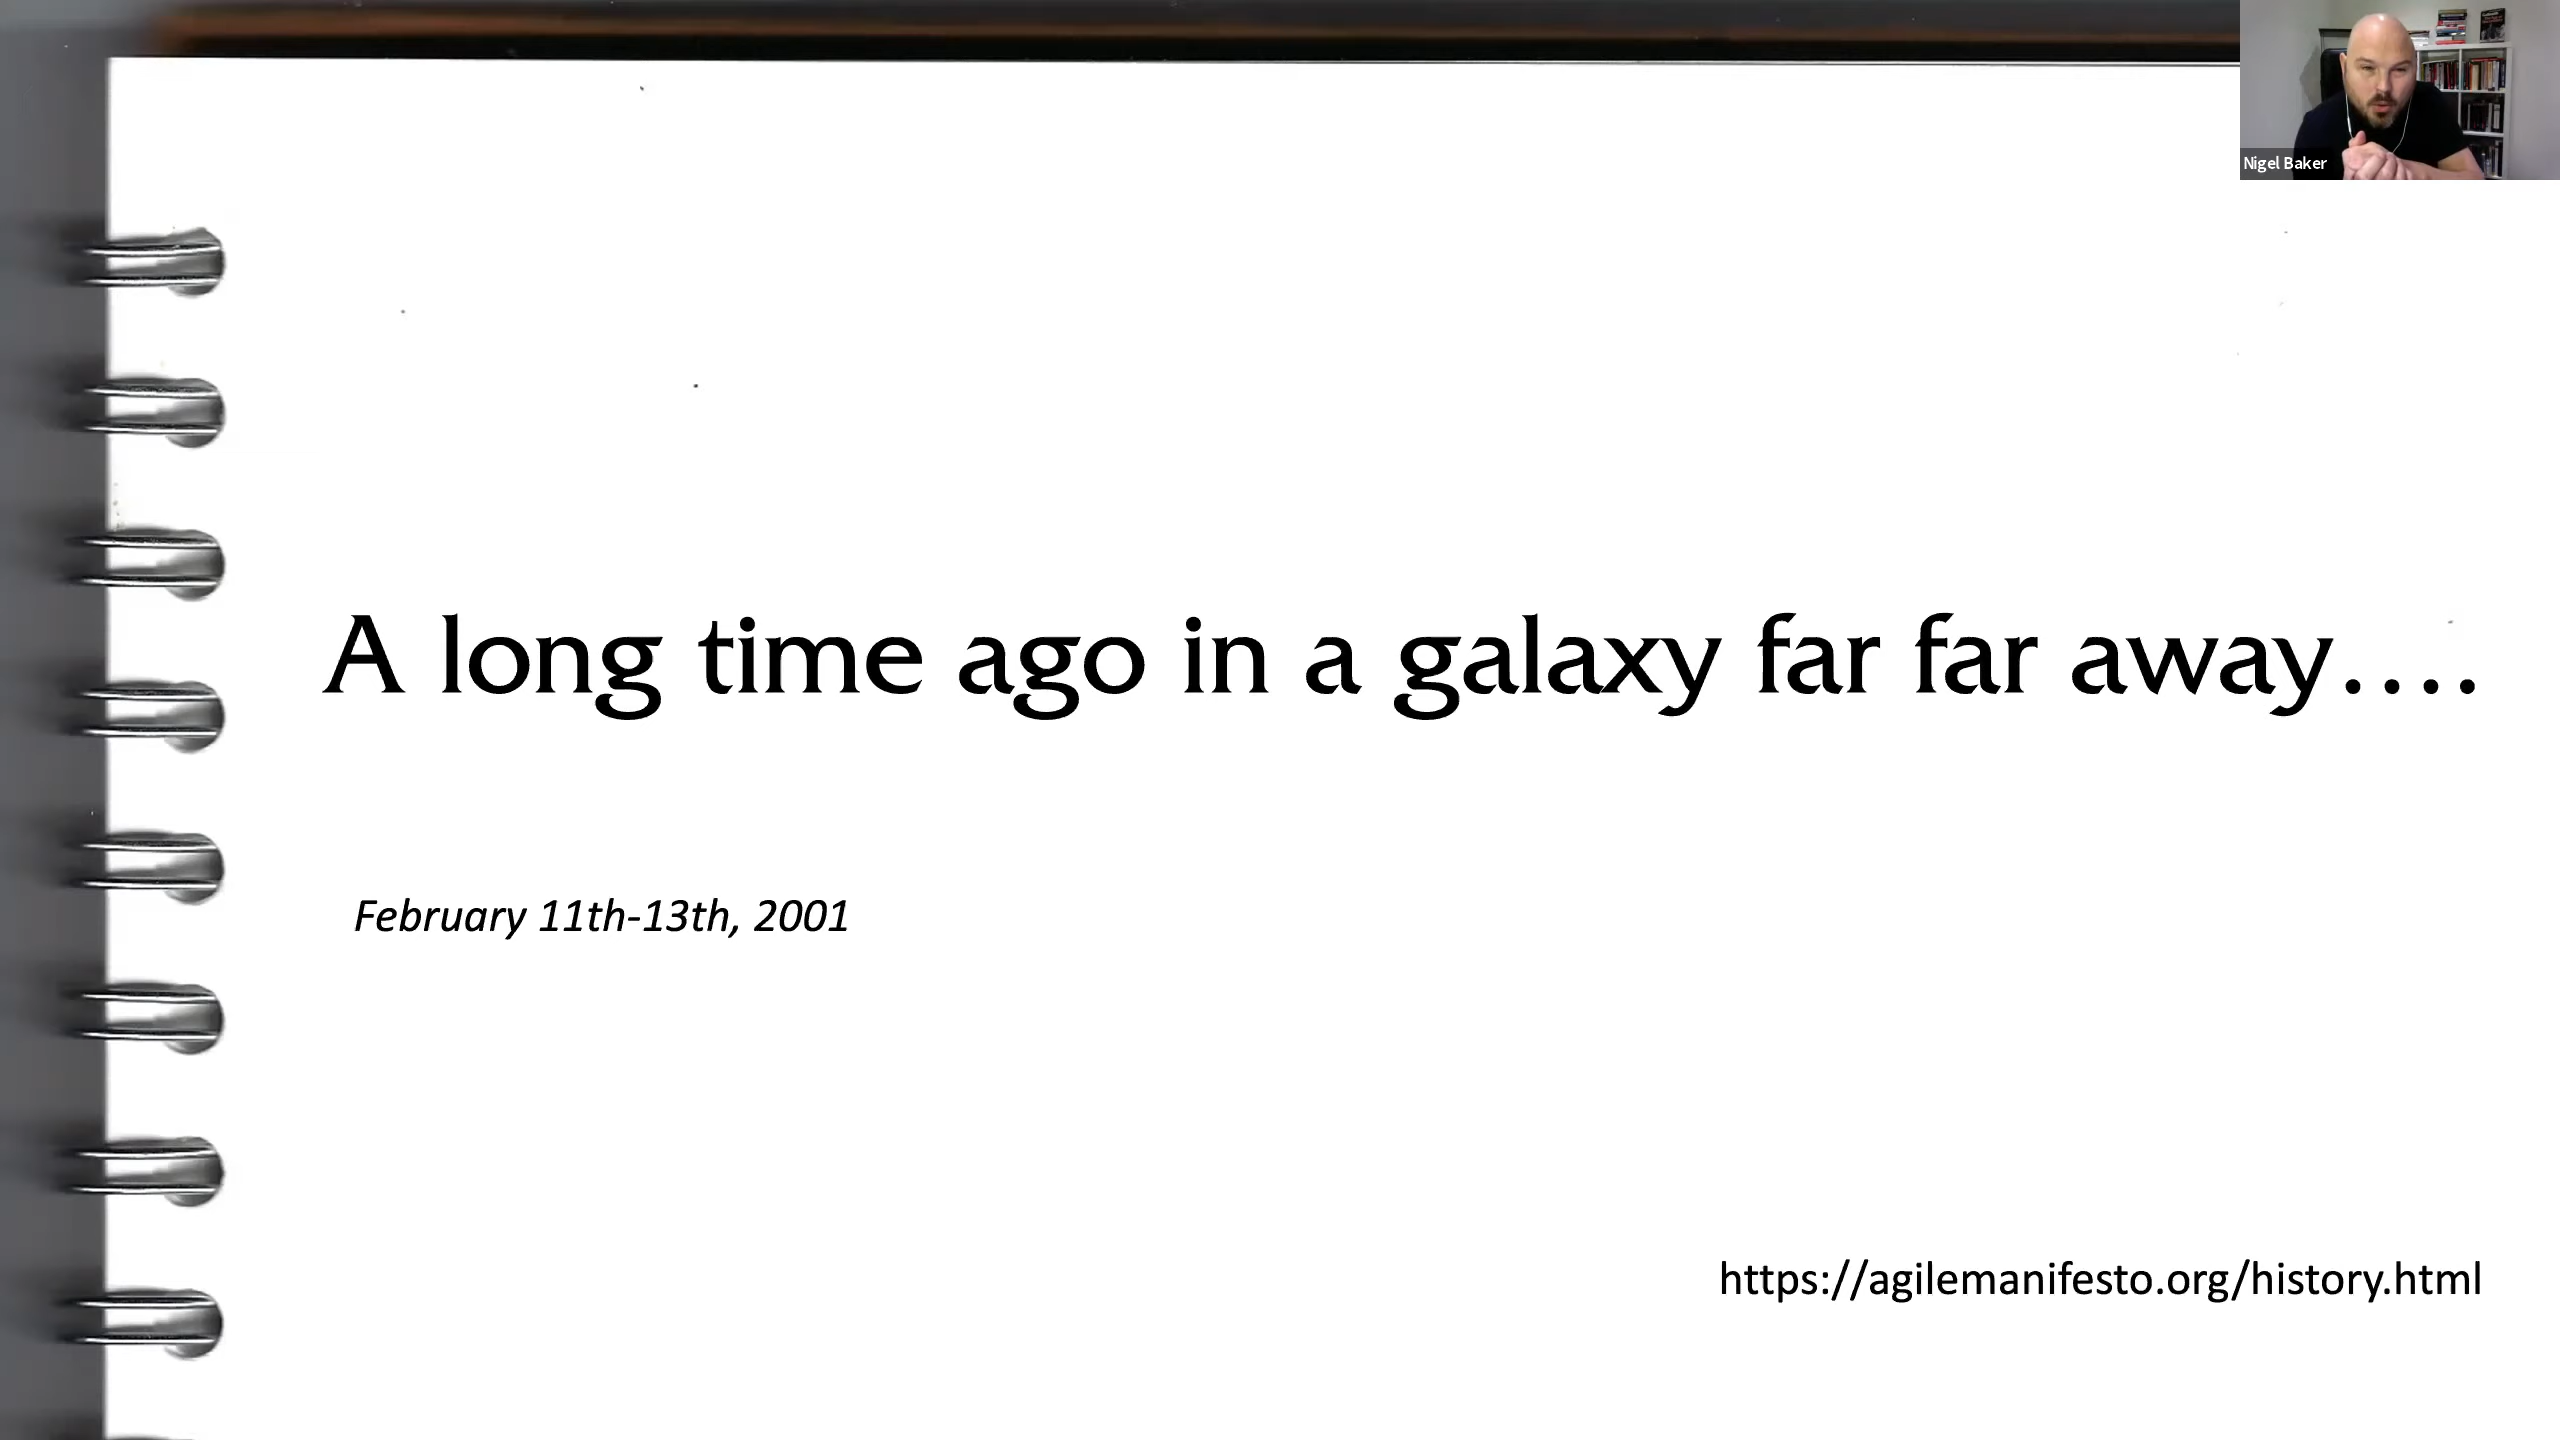 Nigel Baker
A long time ago in a galaxy far far away....
February 11th-13th, 2001
https://agilemanifesto.org/history.html